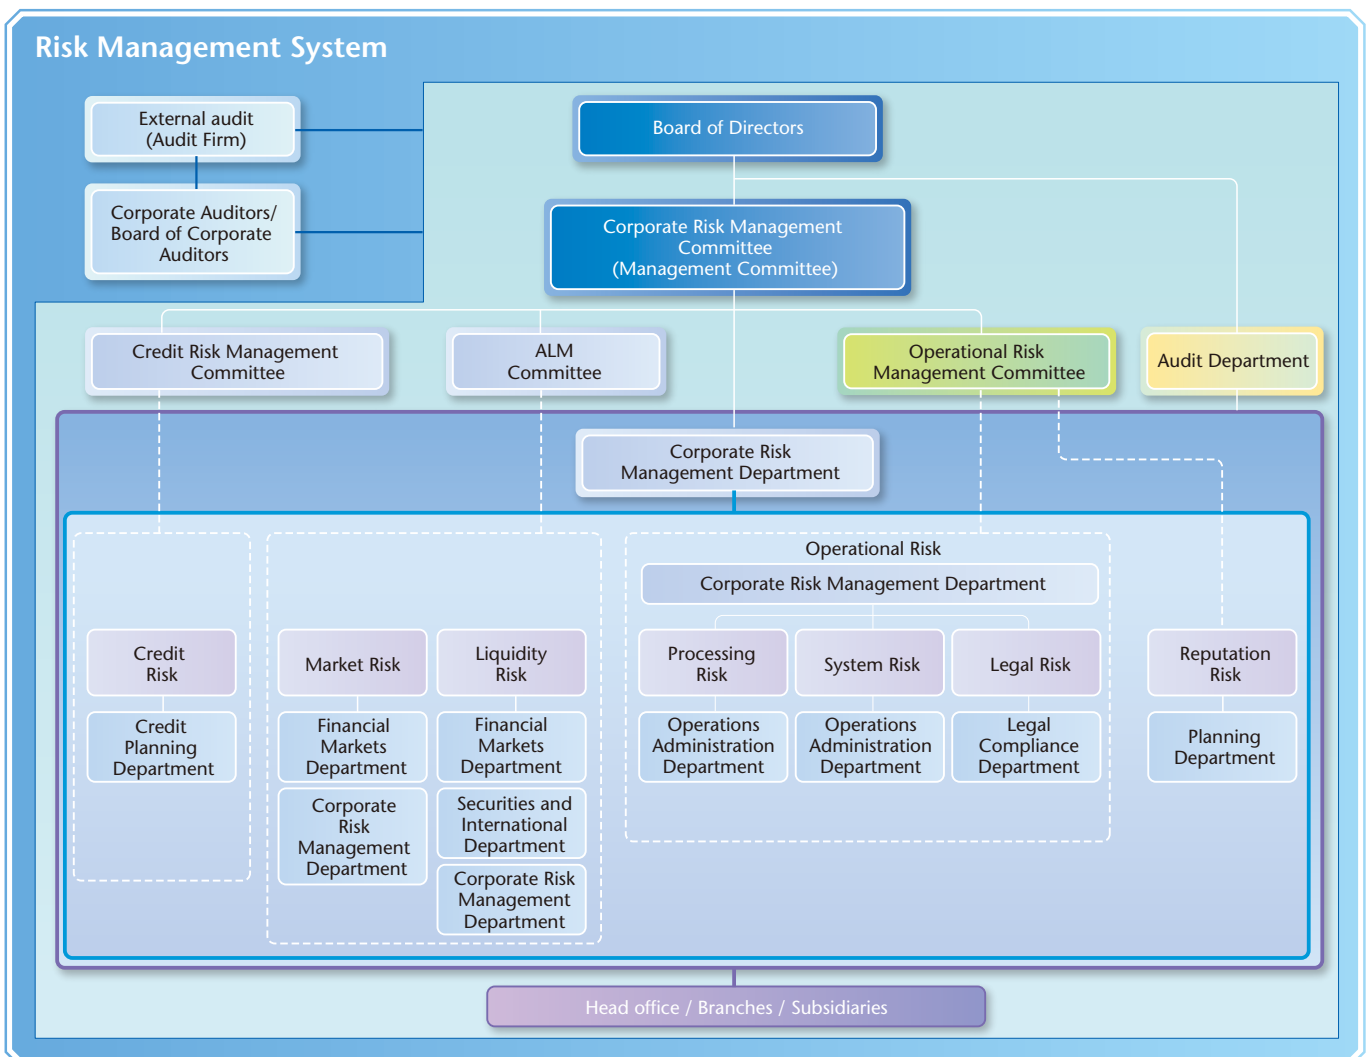 Risk Management System
External audit
(Audit Firm)
Corporate Auditors/
Board of Corporate
Auditors
Board of Directors
Corporate Risk Management
Committee
(Management Committee)
Credit Risk Management
Committee
ALM
Committee
Operational Risk
Management Committee
Audit Department
Corporate Risk
Management Department
Operational Risk
Corporate Risk Management Department
Credit
Risk
Market Risk
Liquidity
Risk
Processing
Risk
System Risk
Legal Risk
Reputation
Risk
Credit
Planning
Department
Financial
Markets
Department
Financial
Markets
Department
Operations
Administration
Department
Operations
Administration
Department
Legal
Compliance
Department
Planning
Department
Corporate
Risk
Management
Department
Securities and
International
Department
Corporate Risk
Management
Department
Head office / Branches / Subsidiaries